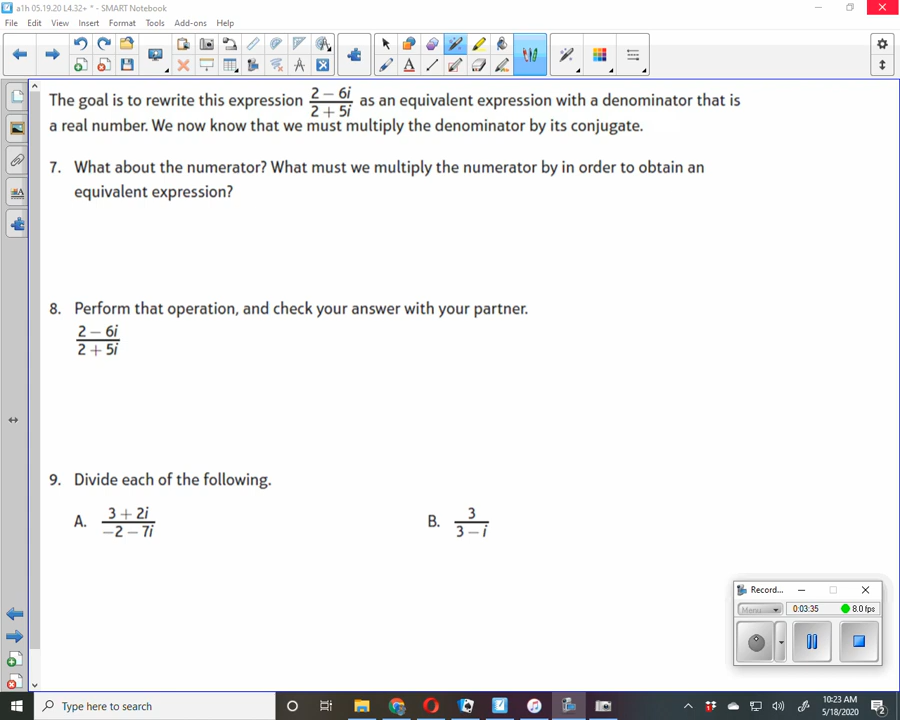 a1h 05.19.20 L4.32+ * - SMART Notebook
File Edit View Insert Format Tools Add-ons Help
The goal is to rewrite this expression (2 − 6i)/(2 + 5i) as an equivalent expression with a denominator that is
a real number. We now know that we must multiply the denominator by its conjugate.
7. What about the numerator? What must we multiply the numerator by in order to obtain an
equivalent expression?
8. Perform that operation, and check your answer with your partner.
2 − 6i
2 + 5i
9. Divide each of the following.
A. (3 + 2i)/(−2 − 7i) B. 3/(3 − i)
Record...
Menu 0:03:35 8.0 fps
Type here to search
10:23 AM
5/18/2020
2